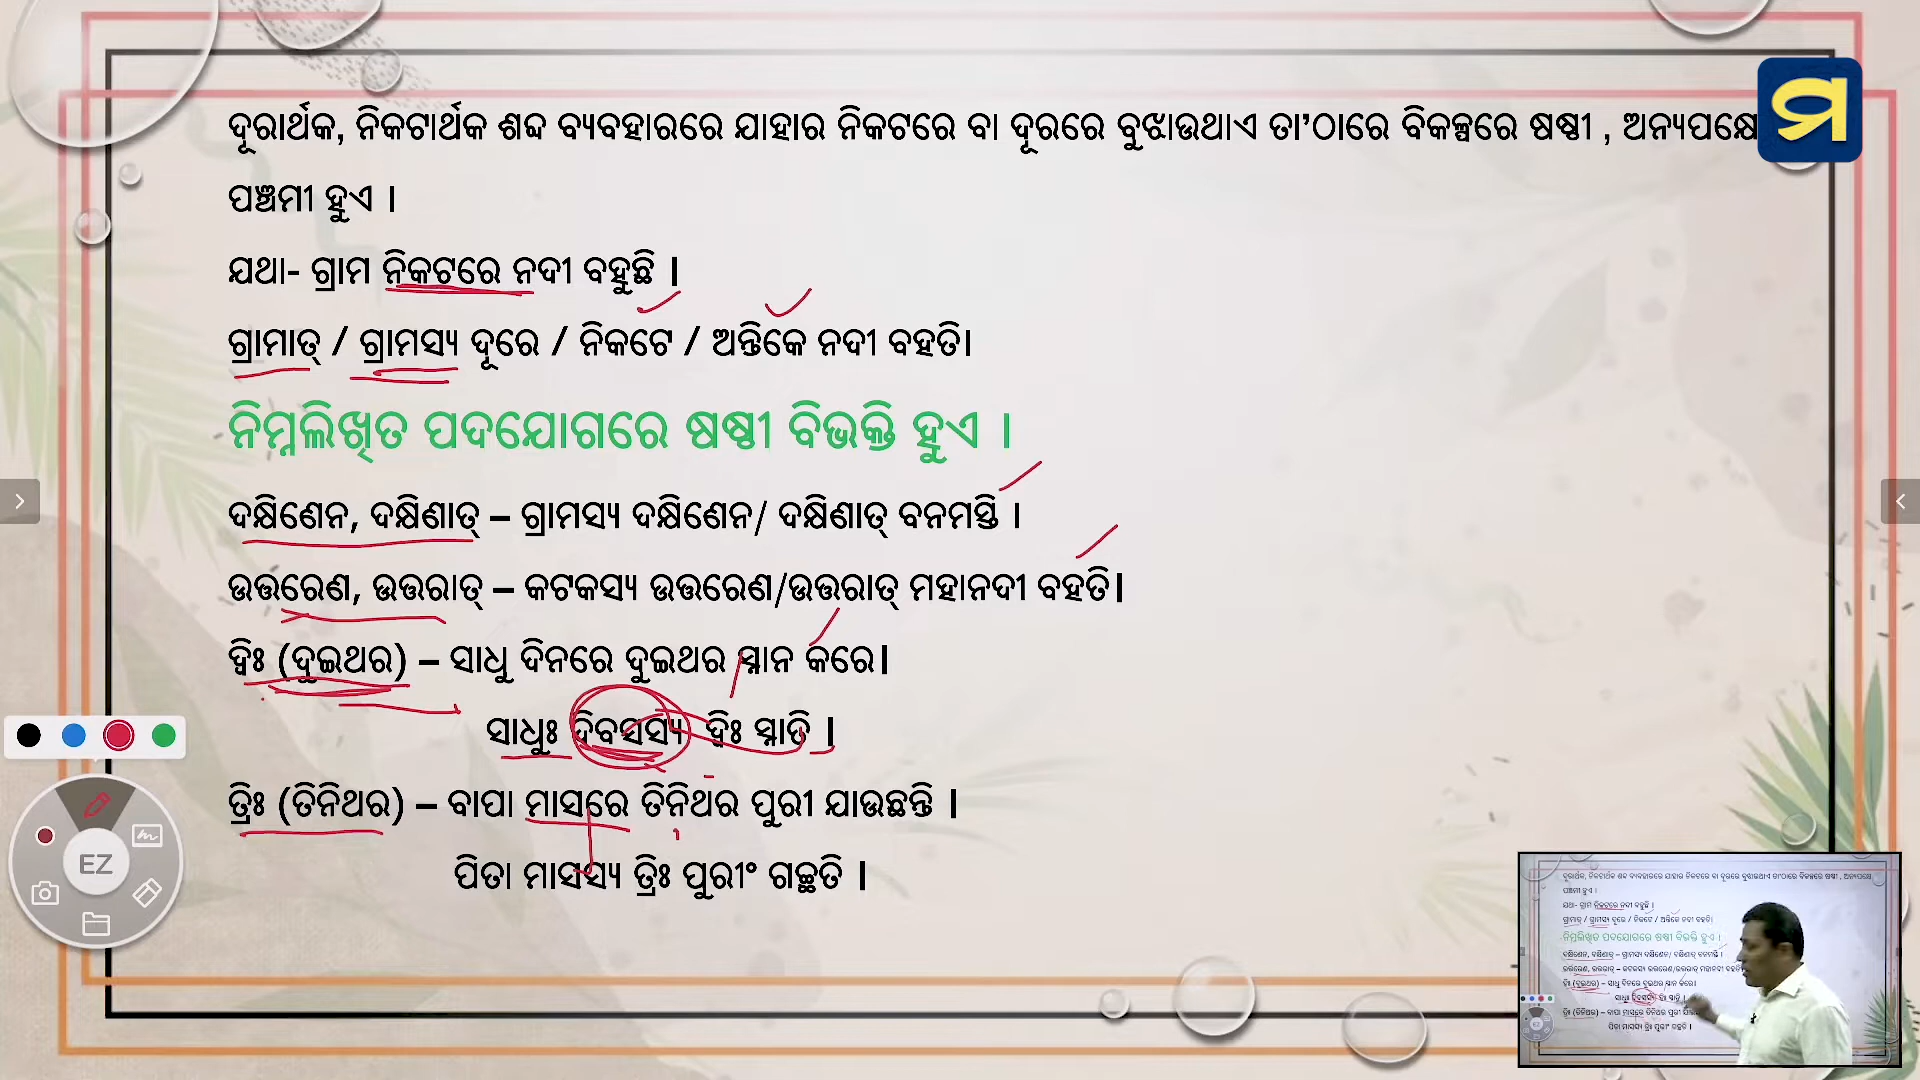 ଦୂରାର୍ଥକ, ନିକଟାର୍ଥକ ଶବ୍ଦ ବ୍ୟବହାରରେ ଯାହାର ନିକଟରେ ବା ଦୂରରେ ବୁଝାଉଥାଏ ତା'ଠାରେ ବିକଳ୍ପରେ ଷଷ୍ଠୀ , ଅନ୍ୟପକ୍ଷେ
ପଞ୍ଚମୀ ହୁଏ ।
ଯଥା- ଗ୍ରାମ ନିକଟରେ ନଦୀ ବହୁଛି |
ଗ୍ରାମାତ୍ / ଗ୍ରାମସ୍ୟ ଦୂରେ / ନିକଟେ / ଅନ୍ତିକେ ନଦୀ ବହତି।
ନିମ୍ନଲିଖିତ ପଦଯୋଗରେ ଷଷ୍ଠୀ ବିଭକ୍ତି ହୁଏ ।
ଦକ୍ଷିଣେନ, ଦକ୍ଷିଣାତ୍ – ଗ୍ରାମସ୍ୟ ଦକ୍ଷିଣେନ/ ଦକ୍ଷିଣାତ୍ ବନମସ୍ତି ।
ଉତ୍ତରେଣ, ଉତ୍ତରାତ୍ – କଟକସ୍ୟ ଉତ୍ତରେଣ/ଉତ୍ତରାତ୍ ମହାନଦୀ ବହତି|
ଦ୍ୱିଃ (ଦୁଇଥର) – ସାଧୁ ଦିନରେ ଦୁଇଥର ସ୍ନାନ କରେ|
ସାଧୁଃ ଦିବସସ୍ୟ ଦ୍ୱିଃ ସ୍ନାତି |
ତ୍ରିଃ (ତିନିଥର) – ବାପା ମାସରେ ତିନିଥର ପୁରୀ ଯାଉଛନ୍ତି |
ପିତା ମାସସ୍ୟ ତ୍ରିଃ ପୁରୀଂ ଗଚ୍ଛତି |
ମ
EZ